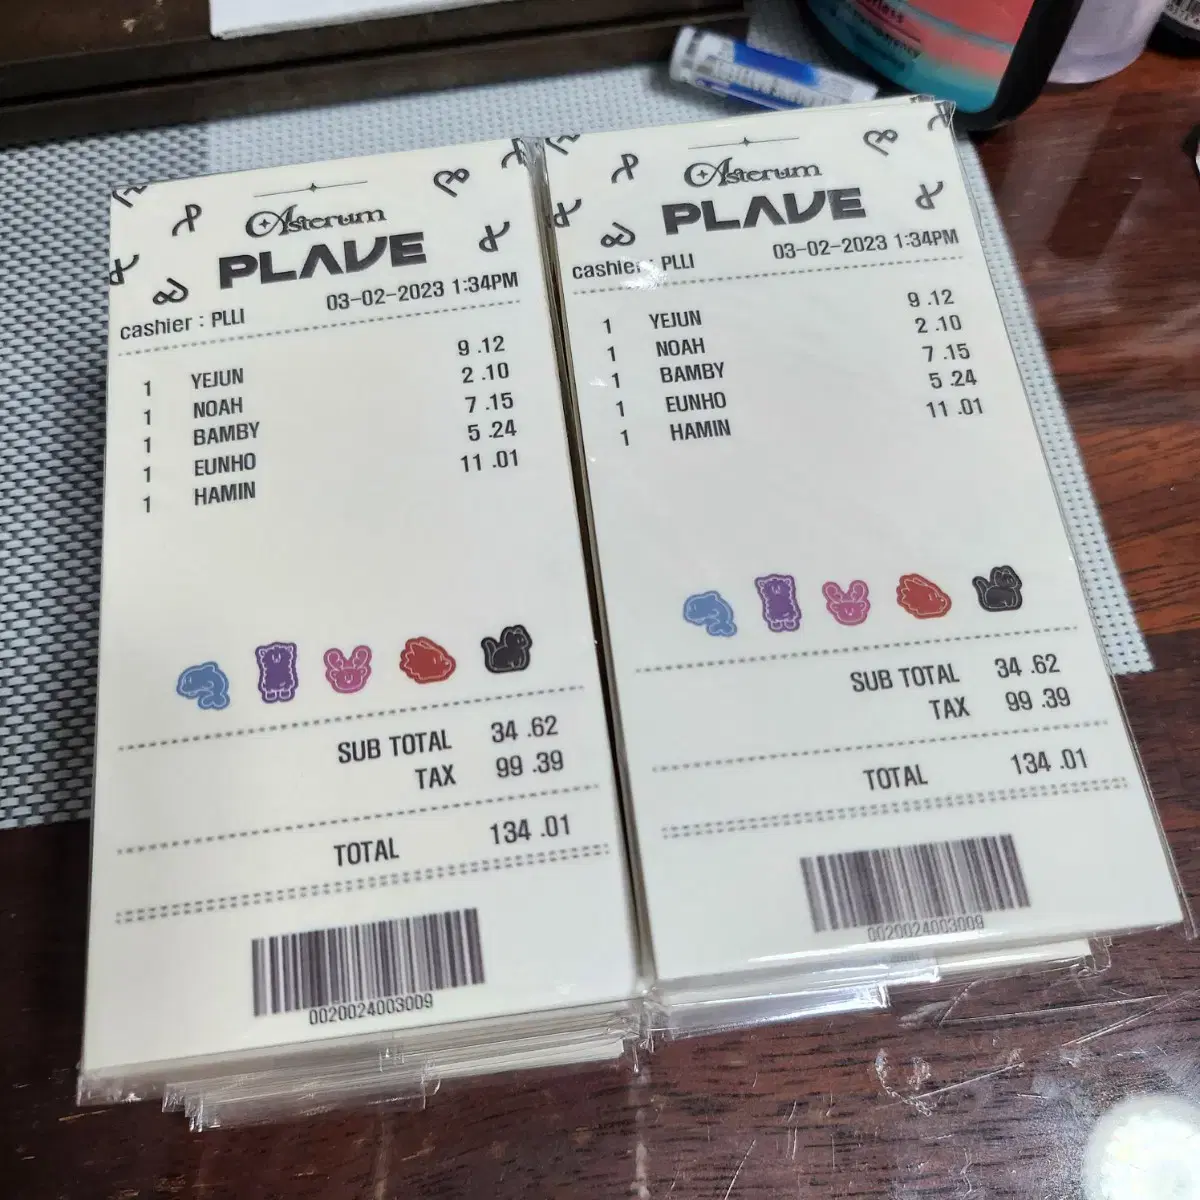 Asterum
PLAVE
03-02-2023 1:34PM
cashier : PLLI
1 YEJUN 9 .12
1 NOAH 2 .10
1 BAMBY 7 .15
1 EUNHO 5 .24
1 HAMIN 11 .01
SUB TOTAL 34 .62
TAX 99 .39
TOTAL 134 .01
0020024003009
Asterum
PLAVE
03-02-2023 1:34PM
cashier : PLLI
1 YEJUN 9 .12
1 NOAH 2 .10
1 BAMBY 7 .15
1 EUNHO 5 .24
1 HAMIN 11 .01
SUB TOTAL 34 .62
TAX 99 .39
TOTAL 134 .01
0020024003009